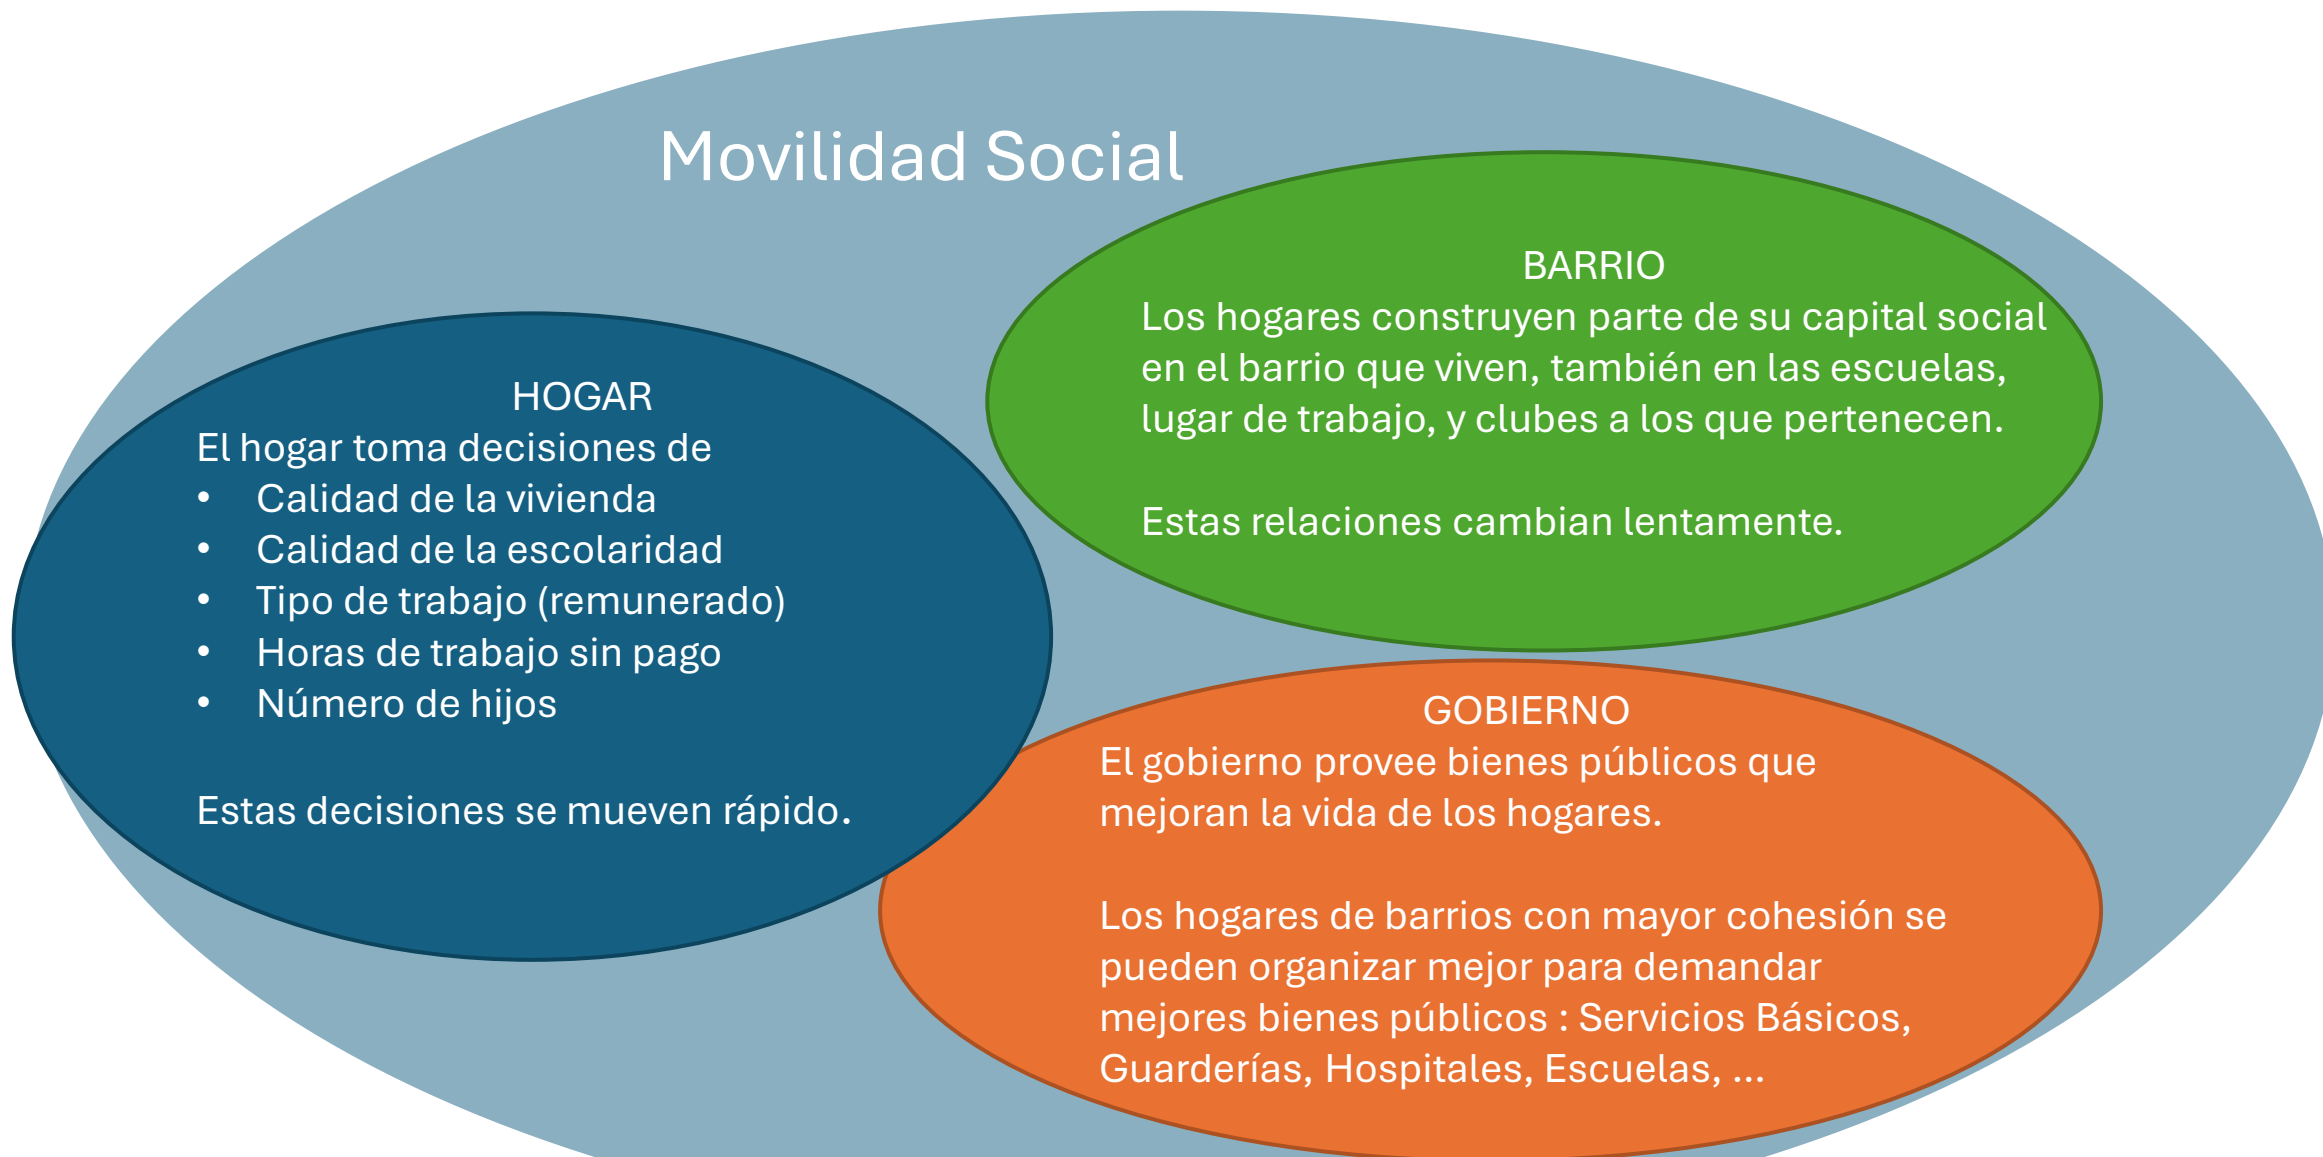 Movilidad Social
HOGAR
El hogar toma decisiones de
• Calidad de la vivienda
• Calidad de la escolaridad
• Tipo de trabajo (remunerado)
• Horas de trabajo sin pago
• Número de hijos
Estas decisiones se mueven rápido.
BARRIO
Los hogares construyen parte de su capital social
en el barrio que viven, también en las escuelas,
lugar de trabajo, y clubes a los que pertenecen.
Estas relaciones cambian lentamente.
GOBIERNO
El gobierno provee bienes públicos que
mejoran la vida de los hogares.
Los hogares de barrios con mayor cohesión se
pueden organizar mejor para demandar
mejores bienes públicos : Servicios Básicos,
Guarderías, Hospitales, Escuelas, ...